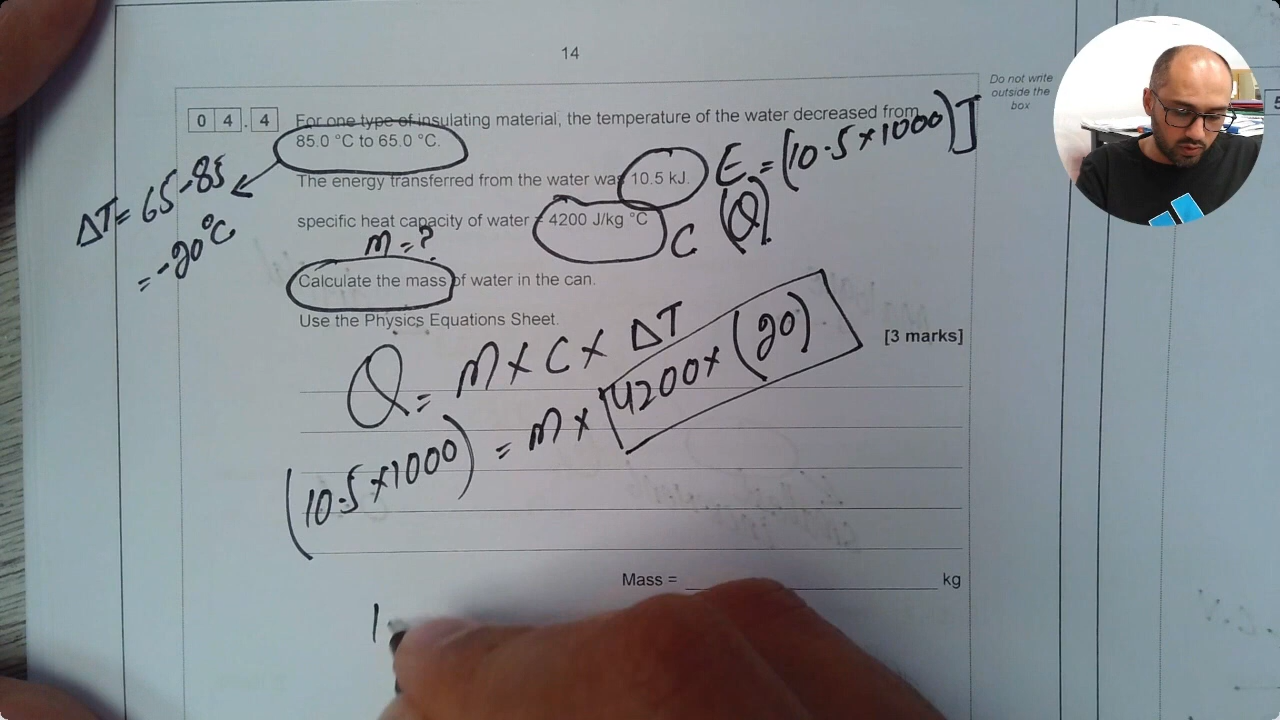 14
Do not write
outside the
box
0 4 . 4 For one type of insulating material, the temperature of the water decreased from
85.0 °C to 65.0 °C.
E = (10.5 × 1000) J
(Q)
ΔT = 65 - 85
= -20°C
The energy transferred from the water was 10.5 kJ.
specific heat capacity of water = 4200 J/kg °C
C
m = ?
Calculate the mass of water in the can.
Use the Physics Equations Sheet.
[3 marks]
Q = m × C × ΔT
(10.5 × 1000) = m × 4200 × (20)
Mass = kg
5